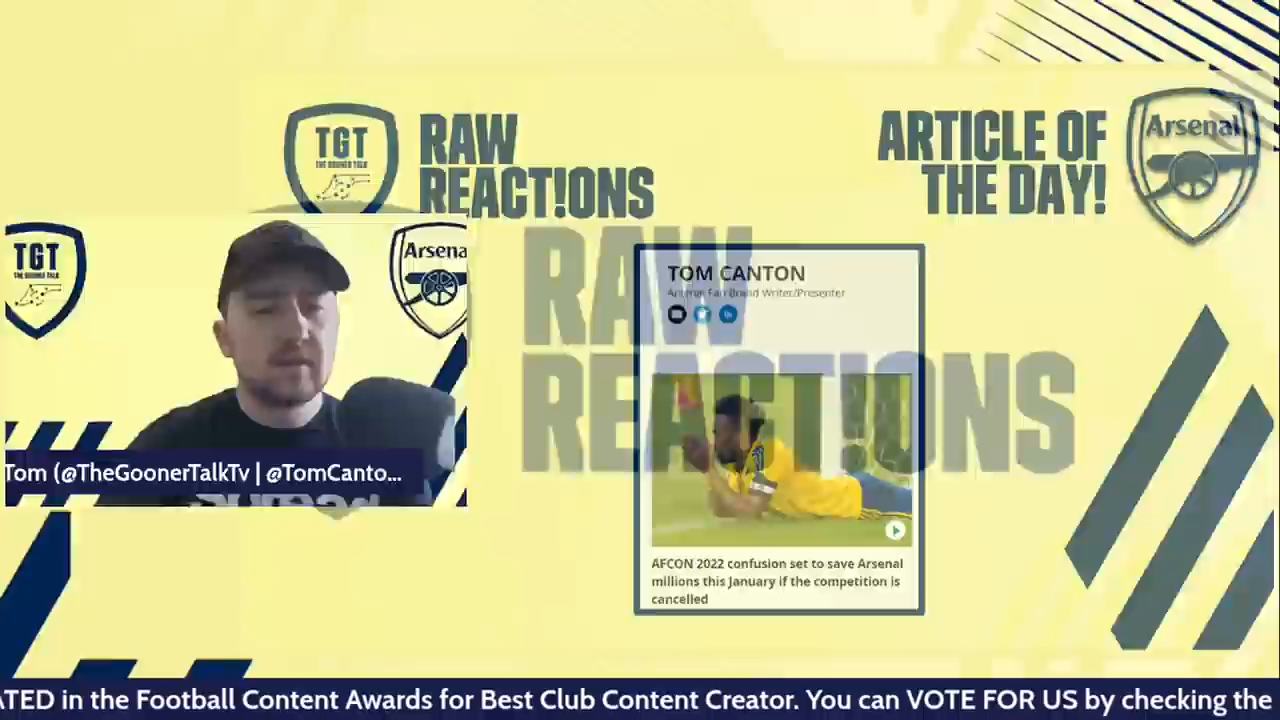 TGT
THE GOONER TALK
RAW
REACT!ONS
ARTICLE OF
THE DAY!
Arsenal
TGT
THE GOONER TALK
Arsena
RAW
REACT!ONS
TOM CANTON
Arsenal Fan Brand Writer/Presenter
AFCON 2022 confusion set to save Arsenal
millions this January if the competition is
cancelled
Tom (@TheGoonerTalkTv | @TomCanto...
ATED in the Football Content Awards for Best Club Content Creator. You can VOTE FOR US by checking the